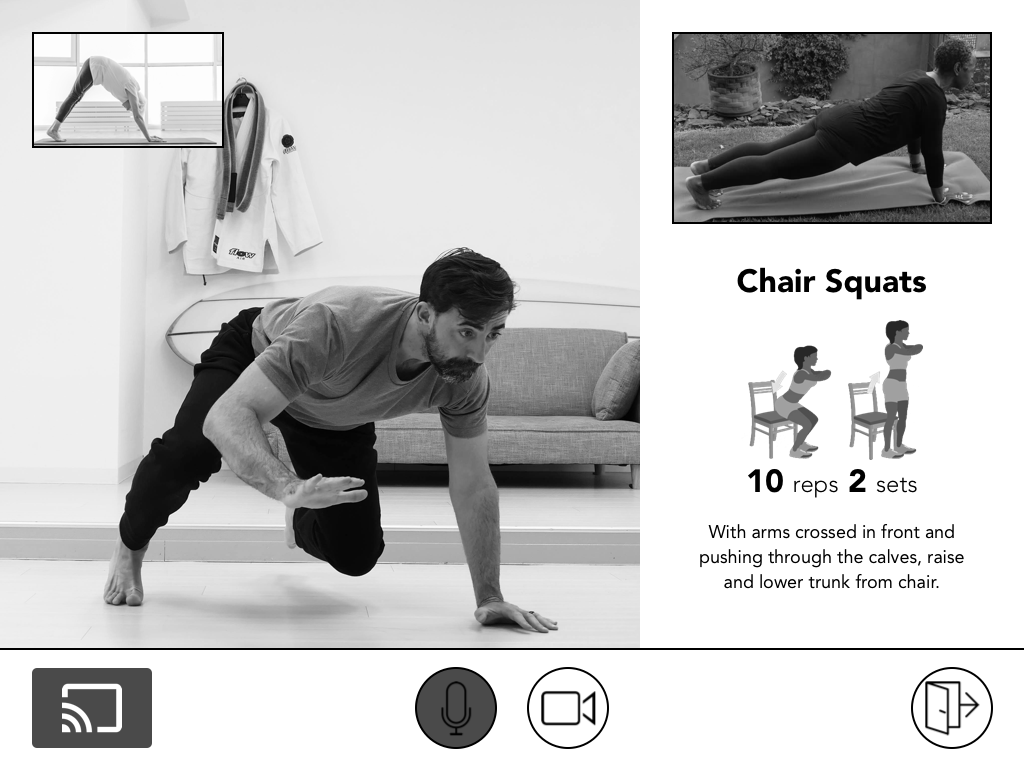 flow
Chair Squats
10 reps 2 sets
With arms crossed in front and
pushing through the calves, raise
and lower trunk from chair.